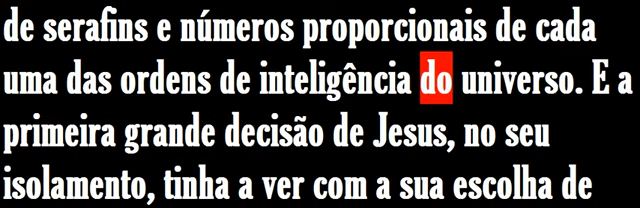 de serafins e números proporcionais de cada
uma das ordens de inteligência do universo. E a
primeira grande decisão de Jesus, no seu
isolamento, tinha a ver com a sua escolha de